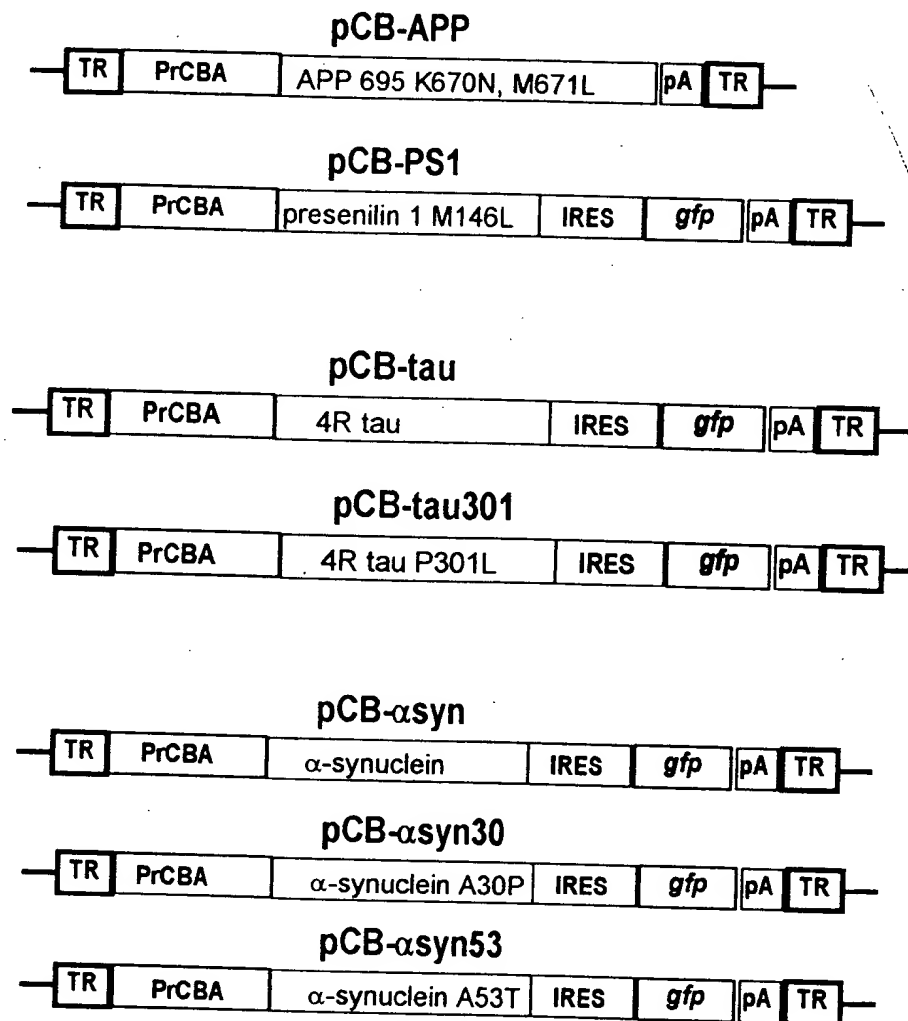 pCB-APP
TR PrCBA APP 695 K670N, M671L pA TR
pCB-PS1
TR PrCBA presenilin 1 M146L IRES gfp pA TR
pCB-tau
TR PrCBA 4R tau IRES gfp pA TR
pCB-tau301
TR PrCBA 4R tau P301L IRES gfp pA TR
pCB-αsyn
TR PrCBA α-synuclein IRES gfp pA TR
pCB-αsyn30
TR PrCBA α-synuclein A30P IRES gfp pA TR
pCB-αsyn53
TR PrCBA α-synuclein A53T IRES gfp pA TR